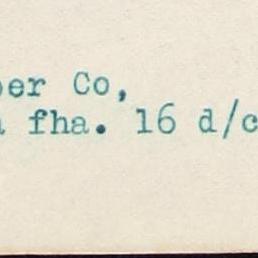 ber Co,
a fha. 16 d/c